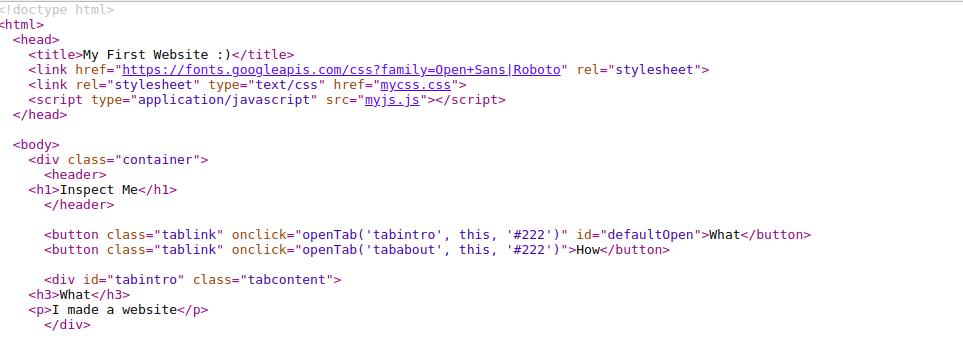 <!doctype html>
<html>
<head>
<title>My First Website :)</title>
<link href="https://fonts.googleapis.com/css?family=Open+Sans|Roboto" rel="stylesheet">
<link rel="stylesheet" type="text/css" href="mycss.css">
<script type="application/javascript" src="myjs.js"></script>
</head>
<body>
<div class="container">
<header>
<h1>Inspect Me</h1>
</header>
<button class="tablink" onclick="openTab('tabintro', this, '#222')" id="defaultOpen">What</button>
<button class="tablink" onclick="openTab('tababout', this, '#222')">How</button>
<div id="tabintro" class="tabcontent">
<h3>What</h3>
<p>I made a website</p>
</div>